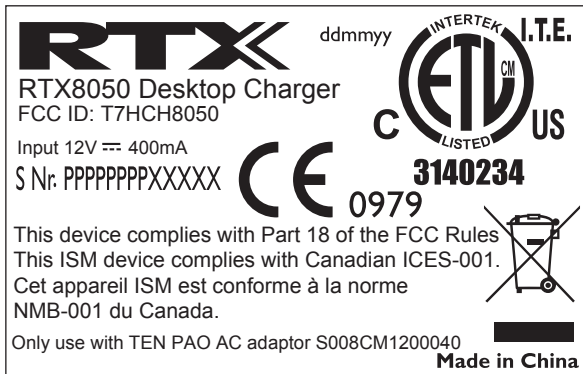 RTX
ddmmyy
INTERTEK
I.T.E.
ETL
CM
LISTED
C
US
3140234
RTX8050 Desktop Charger
FCC ID: T7HCH8050
Input 12V ⎓ 400mA
S Nr. PPPPPPPPXXXXX
CE
0979
This device complies with Part 18 of the FCC Rules
This ISM device complies with Canadian ICES-001.
Cet appareil ISM est conforme à la norme
NMB-001 du Canada.
Only use with TEN PAO AC adaptor S008CM1200040
Made in China